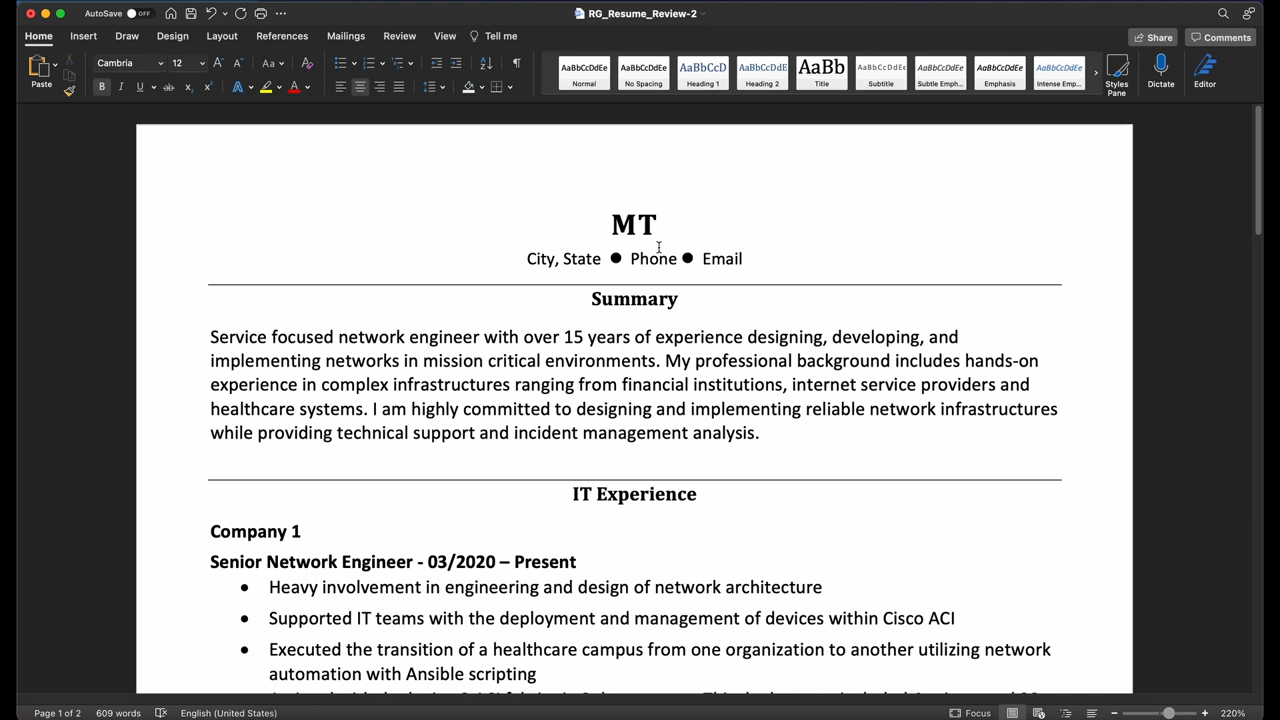 AutoSave OFF
RG_Resume_Review-2
Home Insert Draw Design Layout References Mailings Review View Tell me
Share Comments
Paste
Cambria 12
AaBbCcDdEe Normal
AaBbCcDdEe No Spacing
AaBbCcD Heading 1
AaBbCcDdE Heading 2
AaBb Title
AaBbCcDdEe Subtitle
AaBbCcDdEe Subtle Emph...
AaBbCcDdEe Emphasis
AaBbCcDdEe Intense Emp...
Styles Pane
Dictate
Editor
MT
City, State ● Phone ● Email
Summary
Service focused network engineer with over 15 years of experience designing, developing, and
implementing networks in mission critical environments. My professional background includes hands-on
experience in complex infrastructures ranging from financial institutions, internet service providers and
healthcare systems. I am highly committed to designing and implementing reliable network infrastructures
while providing technical support and incident management analysis.
IT Experience
Company 1
Senior Network Engineer - 03/2020 – Present
• Heavy involvement in engineering and design of network architecture
• Supported IT teams with the deployment and management of devices within Cisco ACI
• Executed the transition of a healthcare campus from one organization to another utilizing network
automation with Ansible scripting
Page 1 of 2 609 words English (United States) Focus 220%